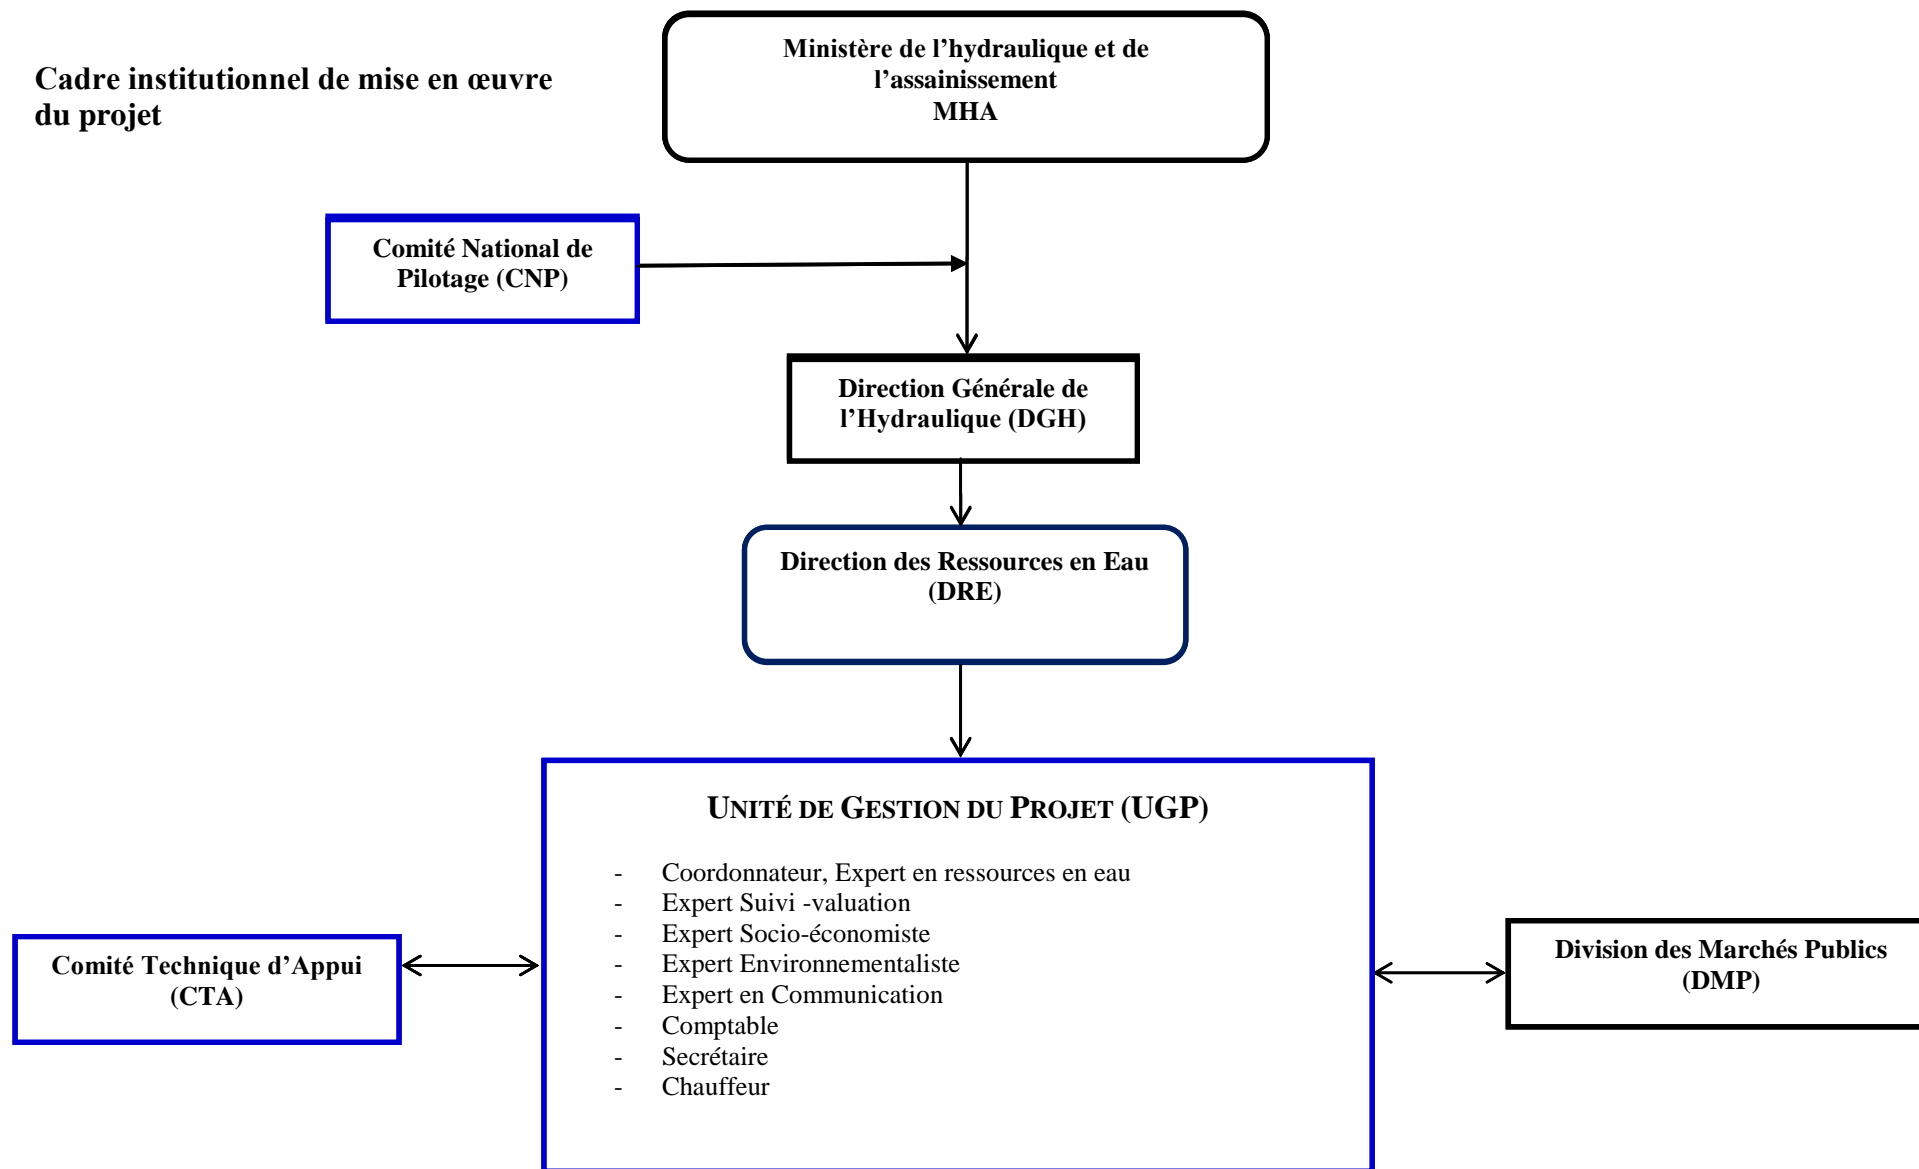 Cadre institutionnel de mise en œuvre
du projet
Ministère de l’hydraulique et de
l’assainissement
MHA
Comité National de
Pilotage (CNP)
Direction Générale de
l’Hydraulique (DGH)
Direction des Ressources en Eau
(DRE)
UNITÉ DE GESTION DU PROJET (UGP)
- Coordonnateur, Expert en ressources en eau
- Expert Suivi -valuation
- Expert Socio-économiste
- Expert Environnementaliste
- Expert en Communication
- Comptable
- Secrétaire
- Chauffeur
Comité Technique d’Appui
(CTA)
Division des Marchés Publics
(DMP)